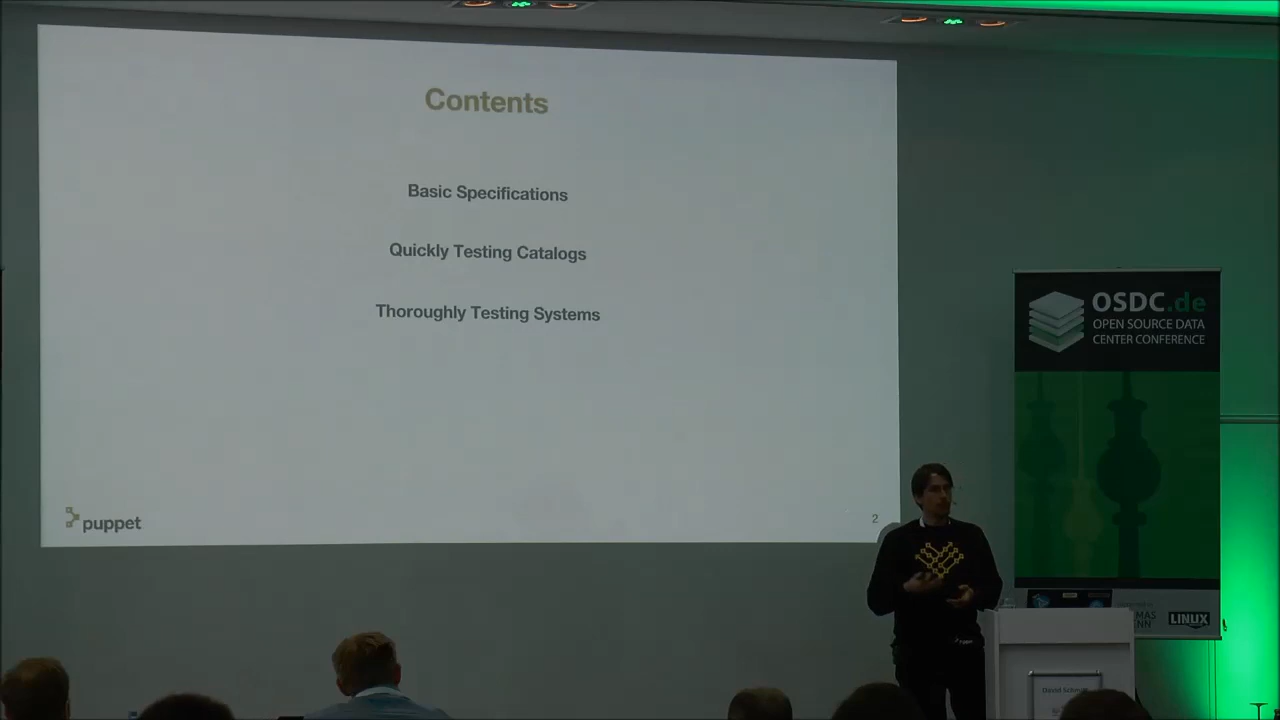 Contents
Basic Specifications
Quickly Testing Catalogs
Thoroughly Testing Systems
puppet
2
OSDC.de
OPEN SOURCE DATA
CENTER CONFERENCE
LINUX
David